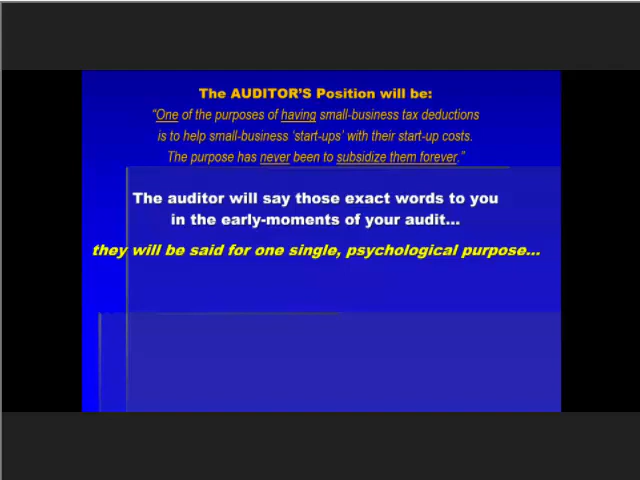 The AUDITOR'S Position will be:
"One of the purposes of having small-business tax deductions
is to help small-business 'start-ups' with their start-up costs.
The purpose has never been to subsidize them forever."
The auditor will say those exact words to you
in the early-moments of your audit...
they will be said for one single, psychological purpose...